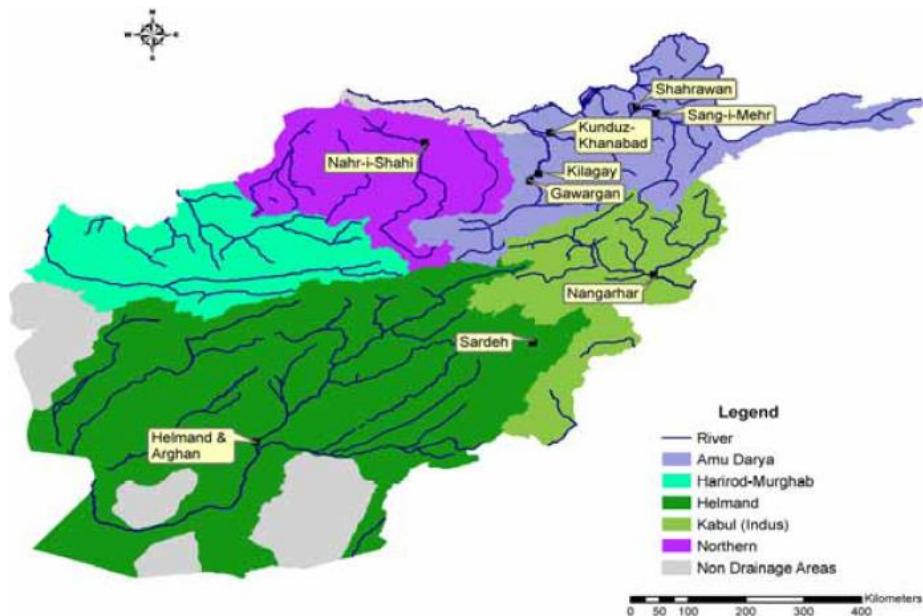 N
W
E
S
Shahrawan
Sang-i-Mehr
Kunduz-
Khanabad
Nahr-i-Shahi
Kilagay
Gawargan
Nangarhar
Sardeh
Helmand &
Arghan
Legend
River
Amu Darya
Harirod-Murghab
Helmand
Kabul (Indus)
Northern
Non Drainage Areas
Kilometers
0 50 100 200 300 400